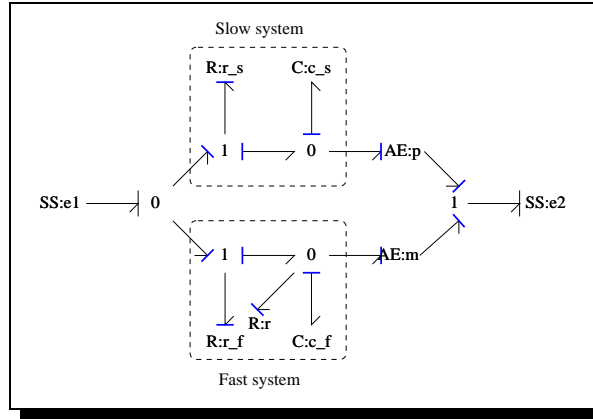 Slow system
R:r_s C:c_s
1 0 AE:p
SS:e1 0 1 SS:e2
1 0 AE:m
R:r
R:r_f C:c_f
Fast system